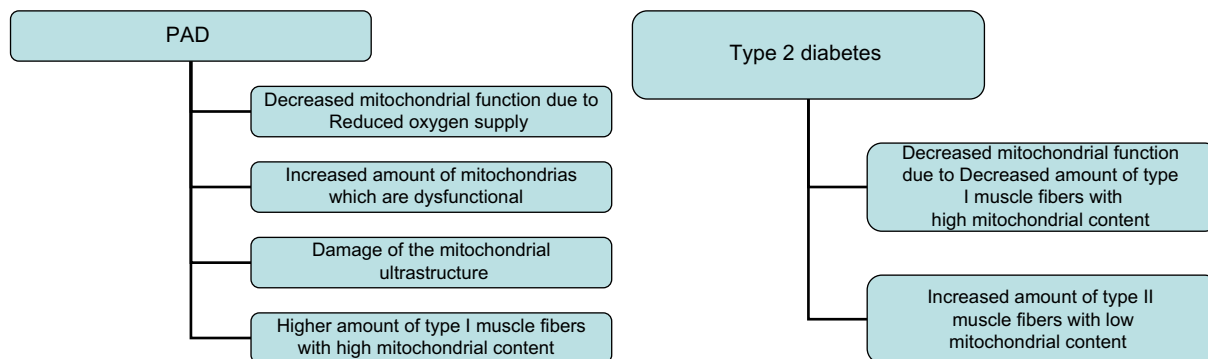 PAD
Decreased mitochondrial function due to
Reduced oxygen supply
Increased amount of mitochondrias
which are dysfunctional
Damage of the mitochondrial
ultrastructure
Higher amount of type I muscle fibers
with high mitochondrial content
Type 2 diabetes
Decreased mitochondrial function
due to Decreased amount of type
I muscle fibers with
high mitochondrial content
Increased amount of type II
muscle fibers with low
mitochondrial content